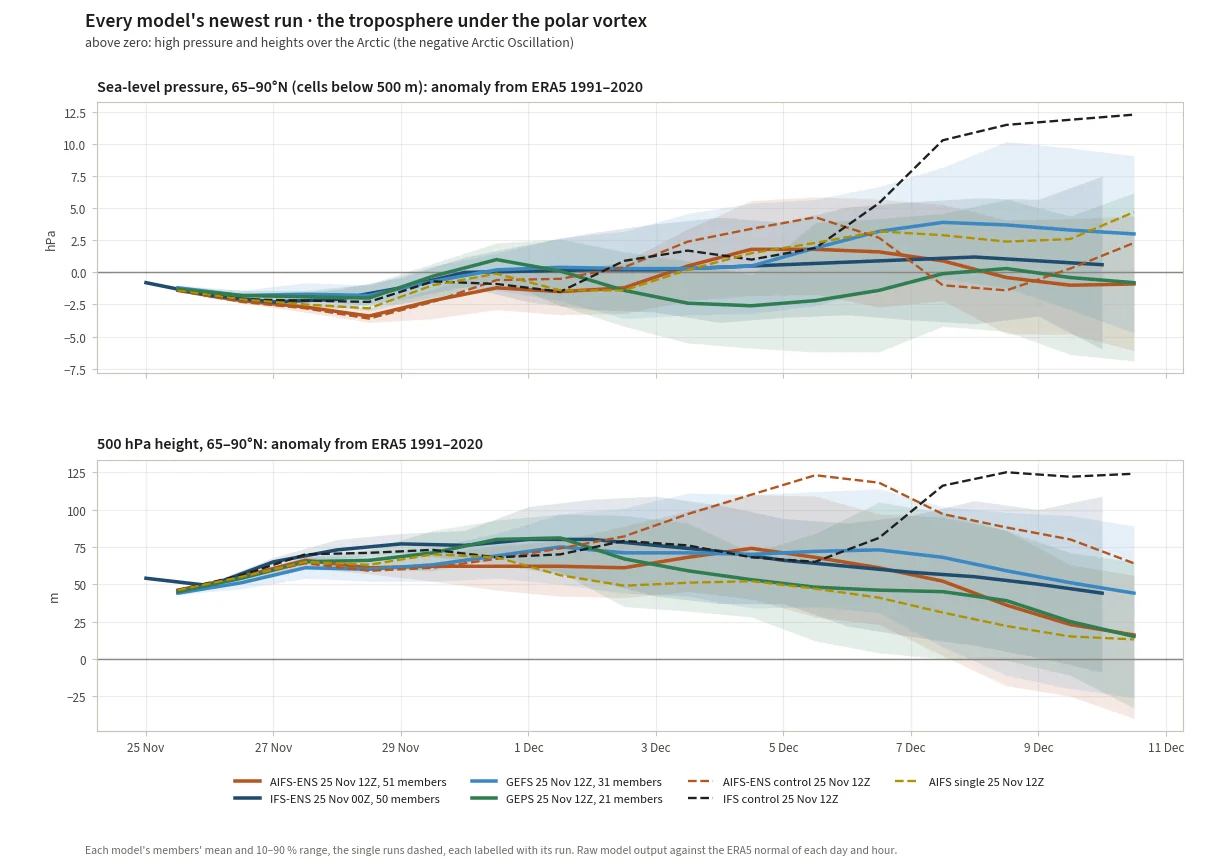 Every model's newest run · the troposphere under the polar vortex
above zero: high pressure and heights over the Arctic (the negative Arctic Oscillation)
Sea-level pressure, 65–90°N (cells below 500 m): anomaly from ERA5 1991–2020
12.5
10.0
7.5
5.0
2.5
0.0
−2.5
−5.0
−7.5
hPa
500 hPa height, 65–90°N: anomaly from ERA5 1991–2020
125
100
75
50
25
0
−25
m
25 Nov 27 Nov 29 Nov 1 Dec 3 Dec 5 Dec 7 Dec 9 Dec 11 Dec
AIFS-ENS 25 Nov 12Z, 51 members GEFS 25 Nov 12Z, 31 members AIFS-ENS control 25 Nov 12Z AIFS single 25 Nov 12Z
IFS-ENS 25 Nov 00Z, 50 members GEPS 25 Nov 12Z, 21 members IFS control 25 Nov 12Z
Each model's members' mean and 10–90 % range, the single runs dashed, each labelled with its run. Raw model output against the ERA5 normal of each day and hour.